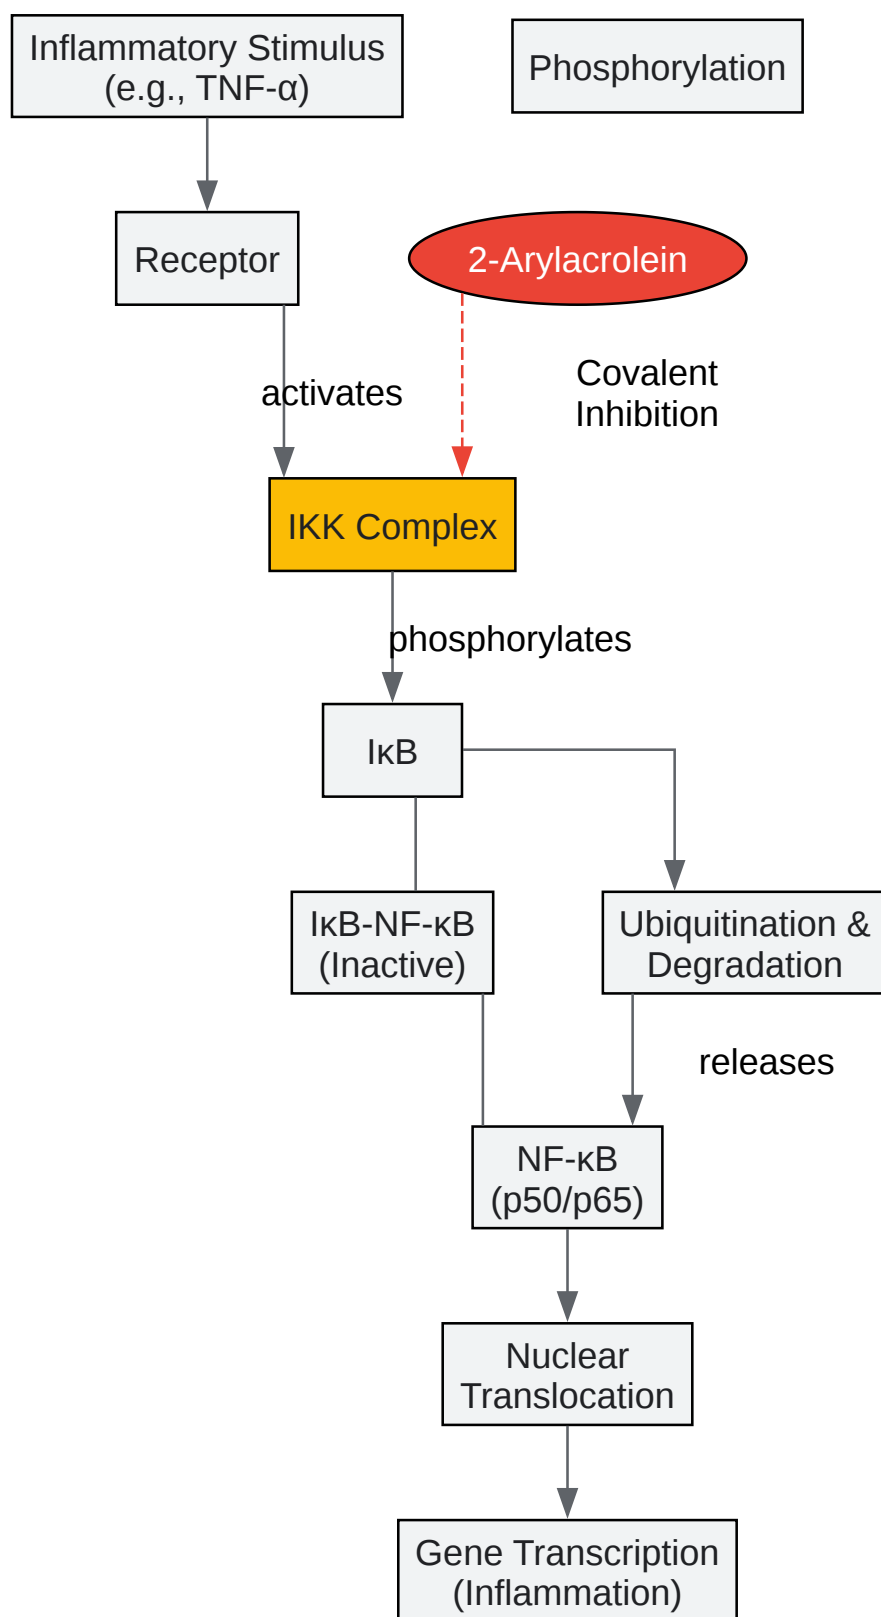 Inflammatory Stimulus
(e.g., TNF-α)
Phosphorylation
Receptor
2-Arylacrolein
activates
Covalent
Inhibition
IKK Complex
phosphorylates
IκB
IκB-NF-κB
(Inactive)
Ubiquitination &
Degradation
releases
NF-κB
(p50/p65)
Nuclear
Translocation
Gene Transcription
(Inflammation)